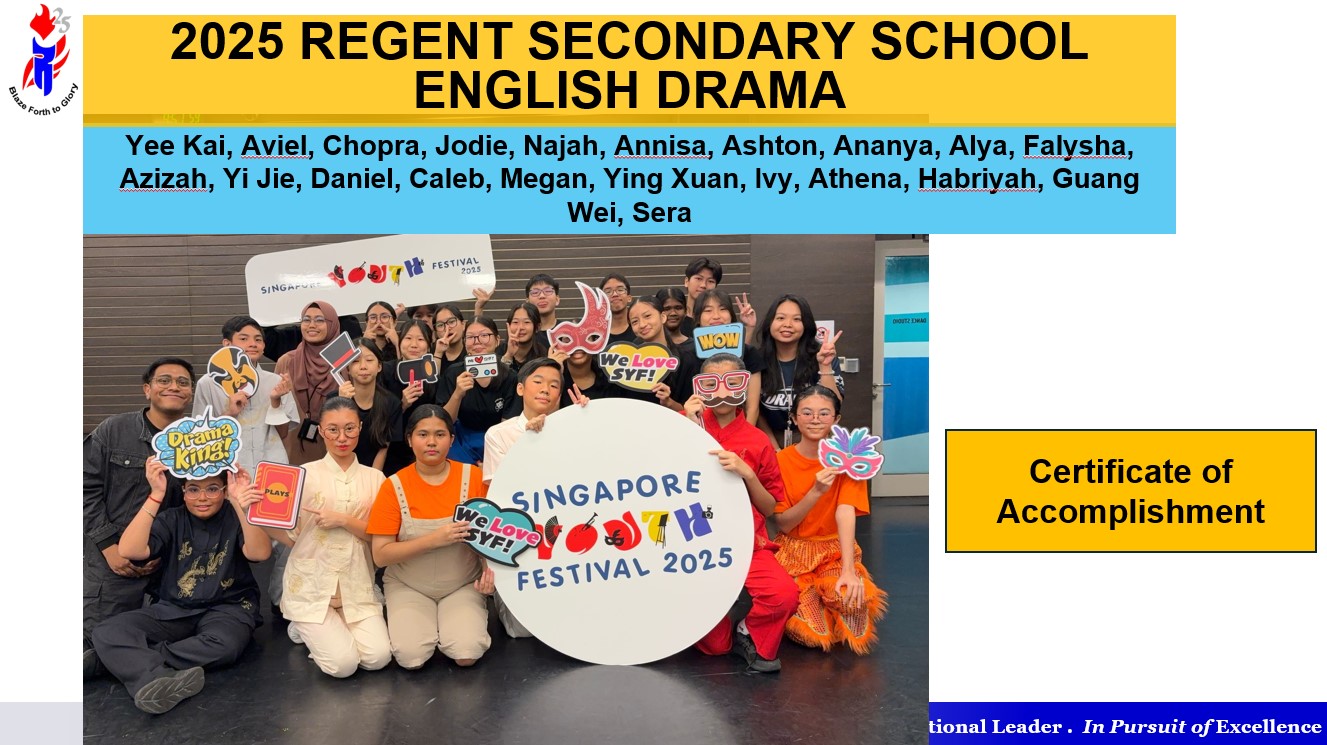 25
Blaze Forth to Glory
2025 REGENT SECONDARY SCHOOL
ENGLISH DRAMA
Yee Kai, Aviel, Chopra, Jodie, Najah, Annisa, Ashton, Ananya, Alya, Falysha,
Azizah, Yi Jie, Daniel, Caleb, Megan, Ying Xuan, Ivy, Athena, Habriyah, Guang
Wei, Sera
SINGAPORE YOUTH FESTIVAL
2025
WOW
We Love
SYF!
Drama
King!
PLAYS
We Love
SYF!
SINGAPORE
YOUTH
FESTIVAL 2025
Certificate of
Accomplishment
tional Leader . In Pursuit of Excellence